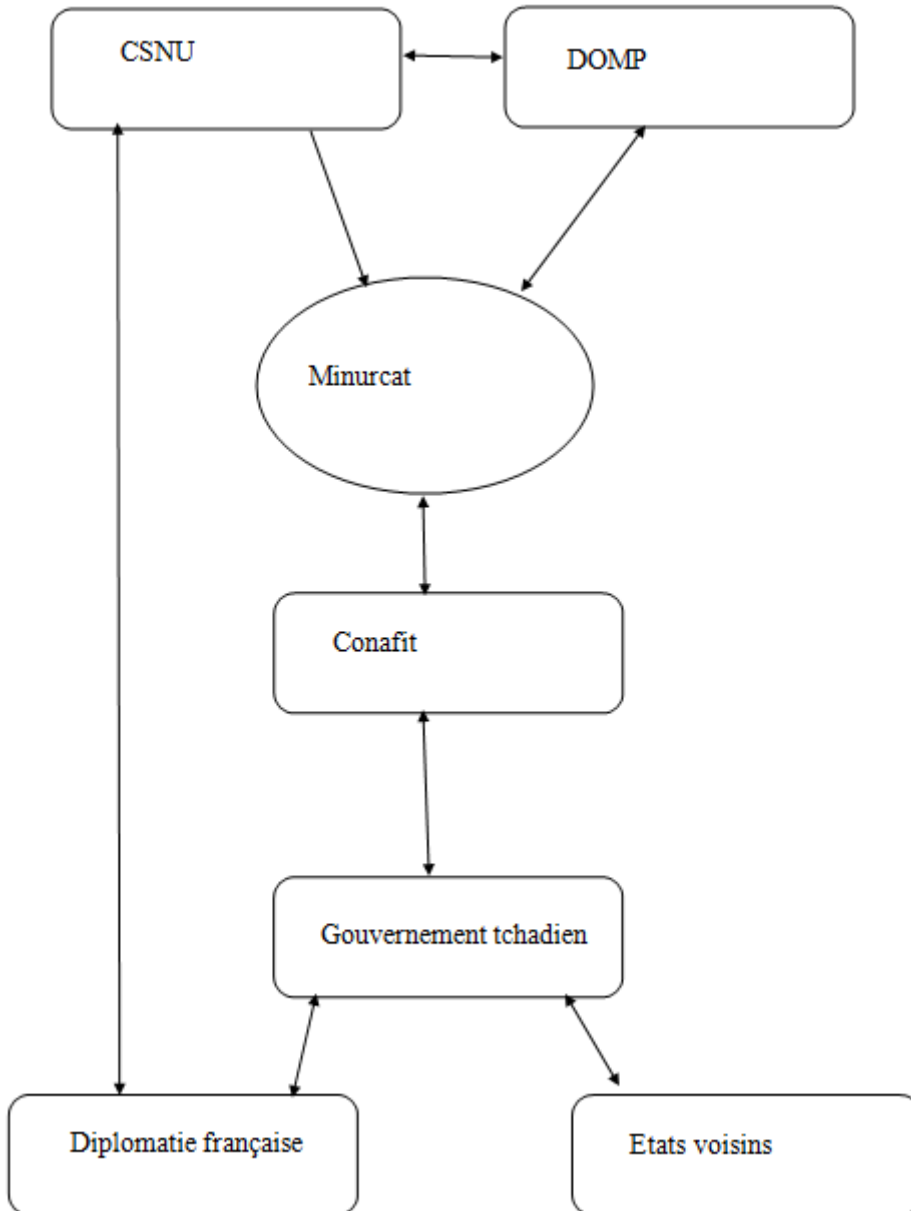 CSNU
DOMP
Minurcat
Conafit
Gouvernement tchadien
Diplomatie française
Etats voisins